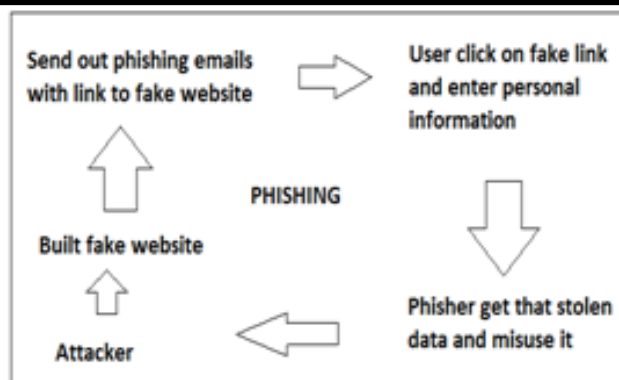 Send out phishing emails
with link to fake website
User click on fake link
and enter personal
information
PHISHING
Built fake website
Attacker
Phisher get that stolen
data and misuse it